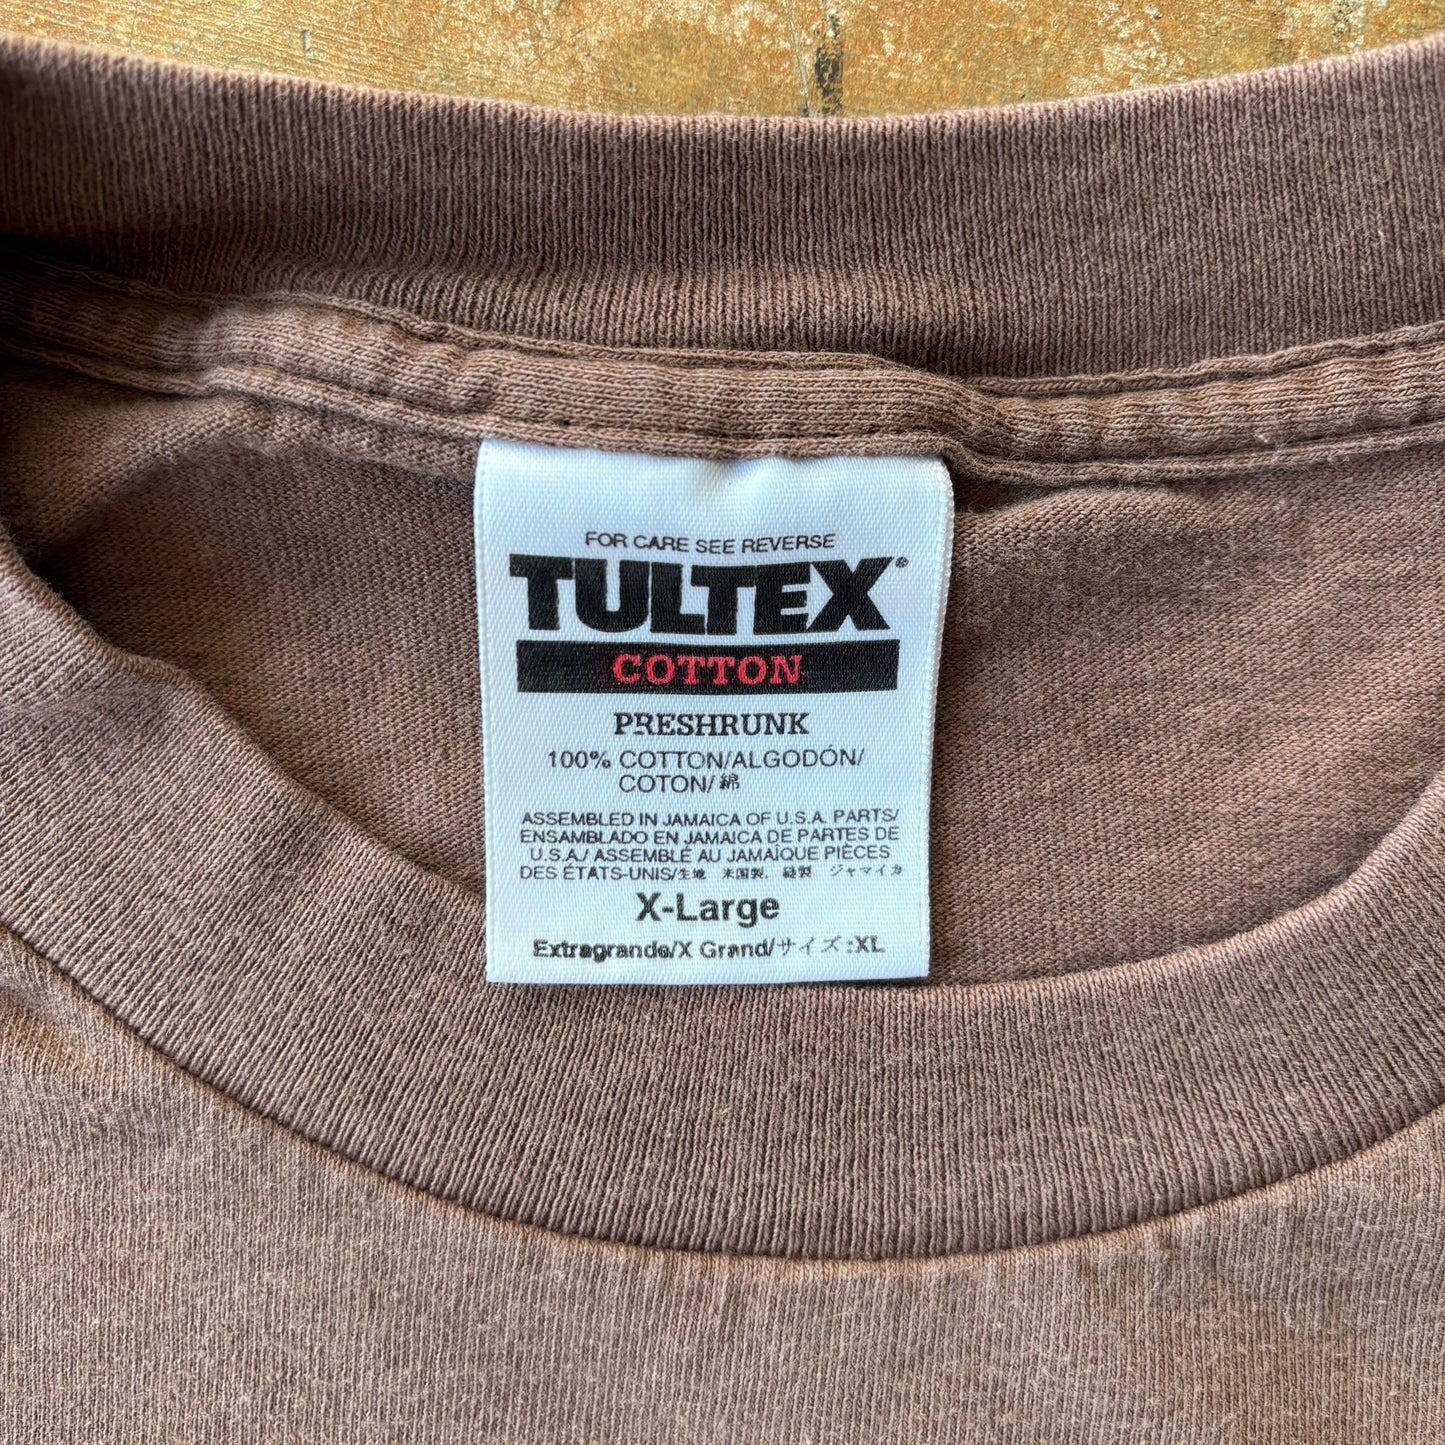 FOR CARE SEE REVERSE
TULTEX®
COTTON
PRESHRUNK
100% COTTON/ALGODÓN/
COTON/綿
ASSEMBLED IN JAMAICA OF U.S.A. PARTS/
ENSAMBLADO EN JAMAICA DE PARTES DE
U.S.A./ ASSEMBLÉ AU JAMAÏQUE PIÈCES
DES ÉTATS-UNIS/生地 米国製. 縫製 ジャマイカ
X-Large
Extragrande/X Grand/サイズ:XL